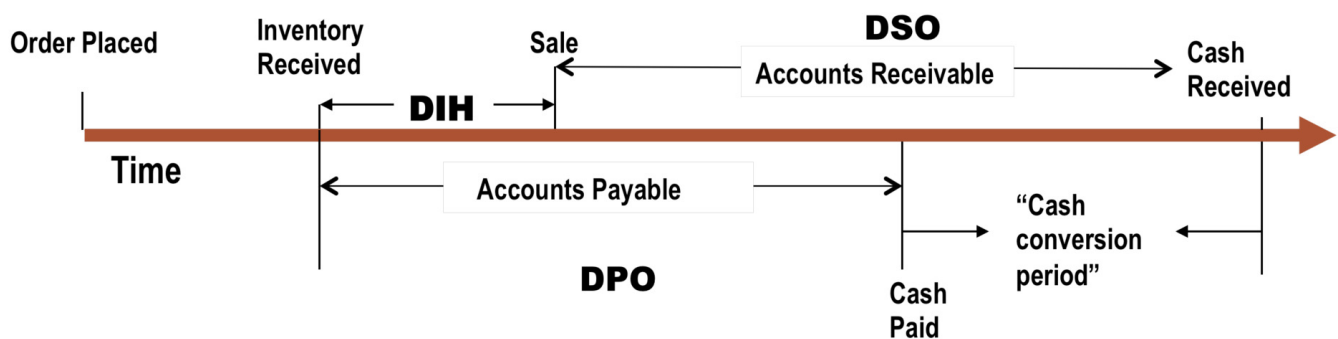 Order Placed
Inventory
Received
Sale
DSO
Accounts Receivable
Cash
Received
DIH
Time
Accounts Payable
DPO
Cash
Paid
“Cash
conversion
period”